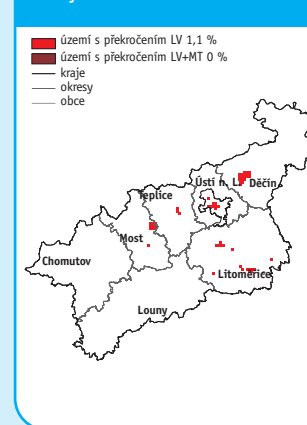 území s překročením LV 1,1 %
území s překročením LV+MT 0 %
kraje
okresy
obce
Ústí n. L.
Děčín
Teplice
Most
Chomutov
Litoměřice
Louny